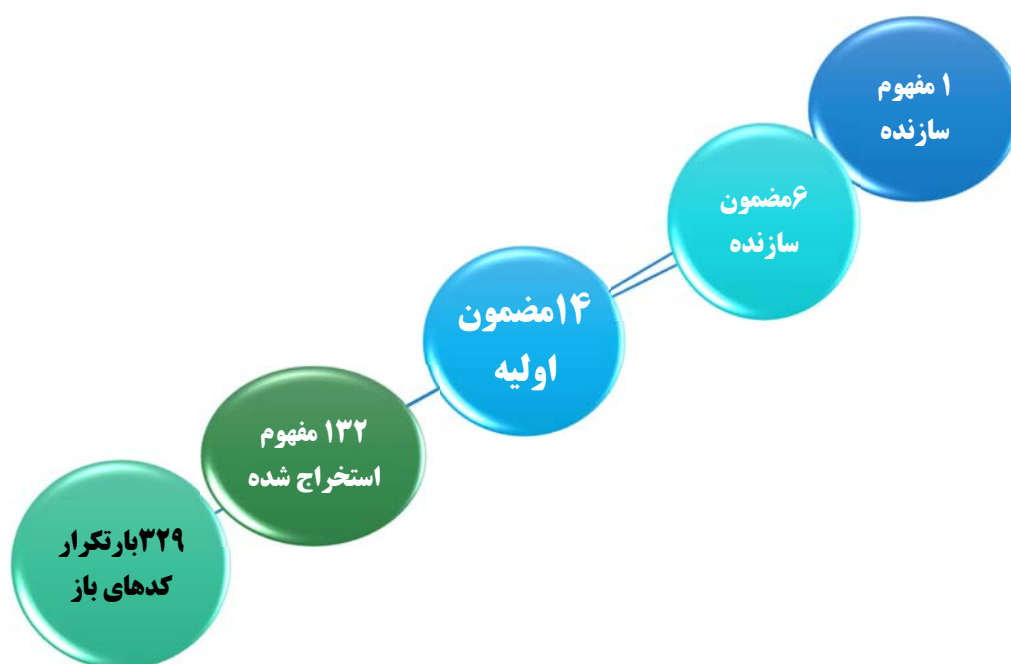 ۱ مفهوم
سازنده
۶مضمون
سازنده
۱۴مضمون
اولیه
۱۳۲ مفهوم
استخراج شده
۳۲۹بارتکرار
کدهای باز